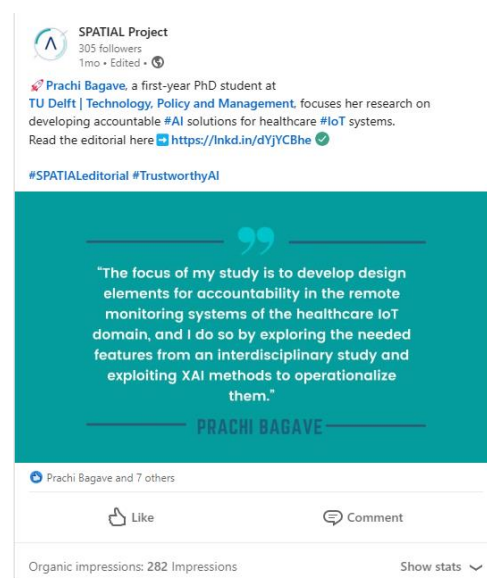 SPATIAL Project
305 followers
1mo • Edited •
🚀 Prachi Bagave, a first-year PhD student at
TU Delft | Technology, Policy and Management, focuses her research on
developing accountable #AI solutions for healthcare #IoT systems.
Read the editorial here ➡️ https://lnkd.in/dYjYCBhe ✅
#SPATIALeditorial #TrustworthyAI
"The focus of my study is to develop design
elements for accountability in the remote
monitoring systems of the healthcare IoT
domain, and I do so by exploring the needed
features from an interdisciplinary study and
exploiting XAI methods to operationalize
them."
PRACHI BAGAVE
Prachi Bagave and 7 others
Like
Comment
Organic impressions: 282 Impressions
Show stats